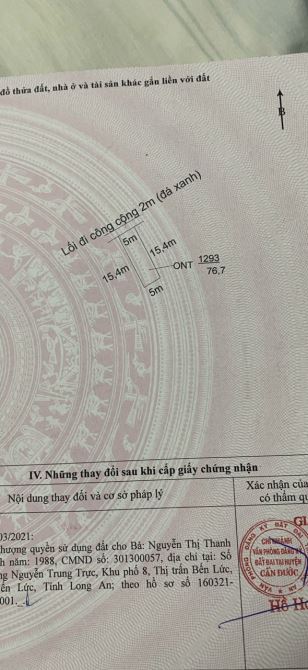 đồ thửa đất, nhà ở và tài sản khác gắn liền với đất
B
Lối đi công cộng 2m (đá xanh)
5m
15,4m
15,4m
ONT 1293
76.7
5m
IV. Những thay đổi sau khi cấp giấy chứng nhận
Nội dung thay đổi và cơ sở pháp lý
Xác nhận của
có thẩm qu
03/2021:
hượng quyền sử dụng đất cho Bà: Nguyễn Thị Thanh
h năm: 1988, CMND số: 301300057, địa chỉ tại: Số
ng Nguyễn Trung Trực, Khu phố 8, Thị trấn Bến Lức,
ến Lức, Tỉnh Long An; theo hồ sơ số 160321-
001.
GI
CHI NHÁNH
VĂN PHÒNG ĐĂNG KÝ
ĐẤT ĐAI TẠI HUYỆN
CẦN ĐƯỚC
Hồ H